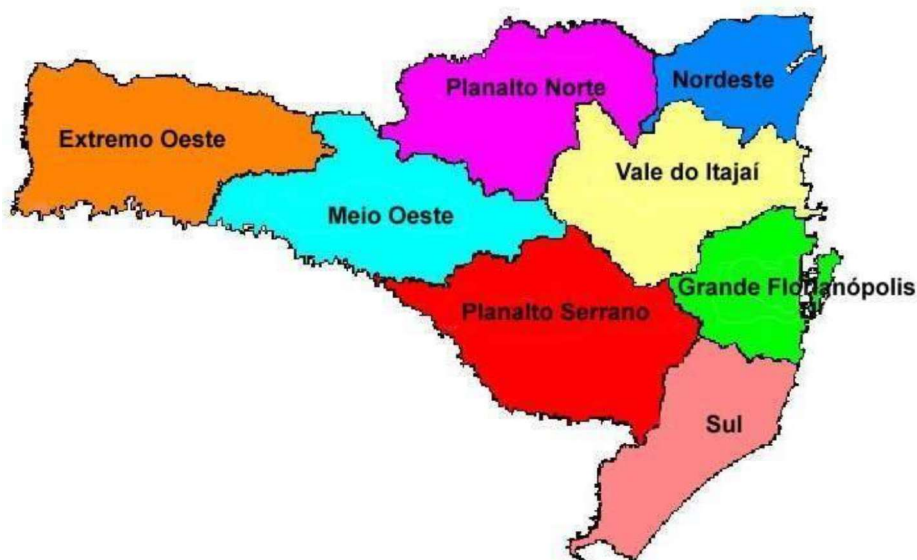 Planalto Norte
Nordeste
Extremo Oeste
Vale do Itajaí
Meio Oeste
Grande Florianópolis
Planalto Serrano
Sul